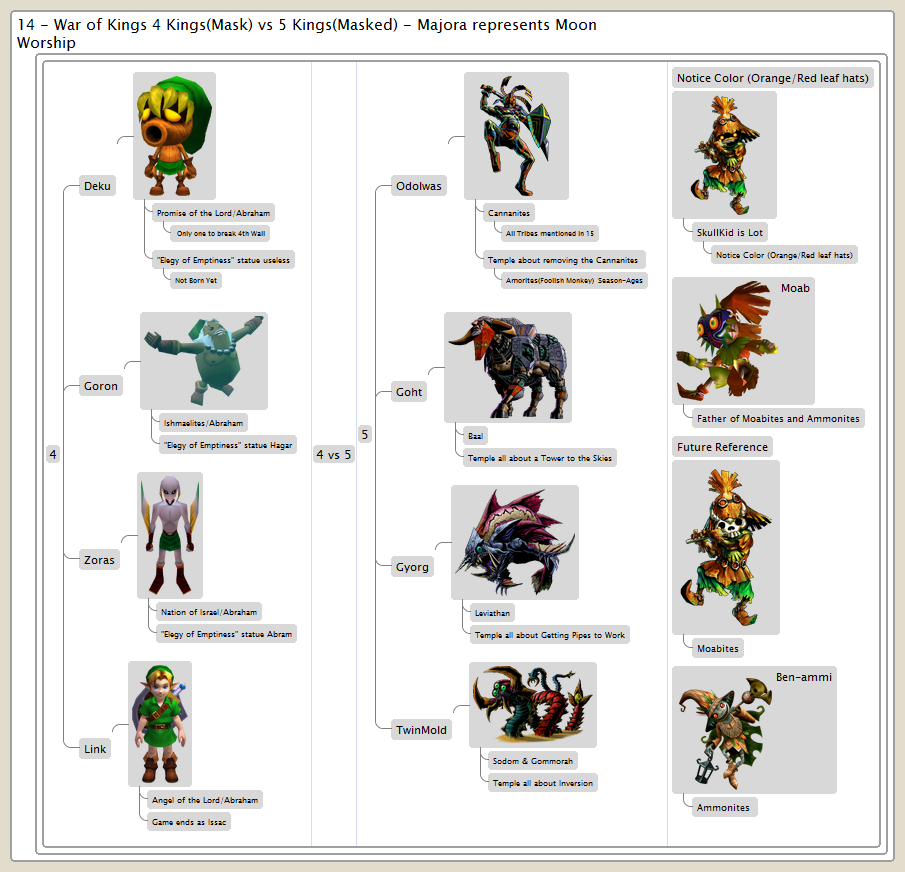 14 - War of Kings 4 Kings(Mask) vs 5 Kings(Masked) - Majora represents Moon
Worship
4
Deku
Promise of the Lord/Abraham
Only one to break 4th Wall
"Elegy of Emptiness" statue useless
Not Born Yet
Goron
Ishmaelites/Abraham
"Elegy of Emptiness" statue Hagar
Zoras
Nation of Israel/Abraham
"Elegy of Emptiness" statue Abram
Link
Angel of the Lord/Abraham
Game ends as Issac
4 vs 5
5
Odolwas
Cannanites
All Tribes mentioned in 15
Temple about removing the Cannanites
Amorites(Foolish Monkey) Season-Ages
Goht
Baal
Temple all about a Tower to the Skies
Gyorg
Leviathan
Temple all about Getting Pipes to Work
TwinMold
Sodom & Gommorah
Temple all about Inversion
Notice Color (Orange/Red leaf hats)
SkullKid is Lot
Notice Color (Orange/Red leaf hats)
Moab
Father of Moabites and Ammonites
Future Reference
Moabites
Ben-ammi
Ammonites